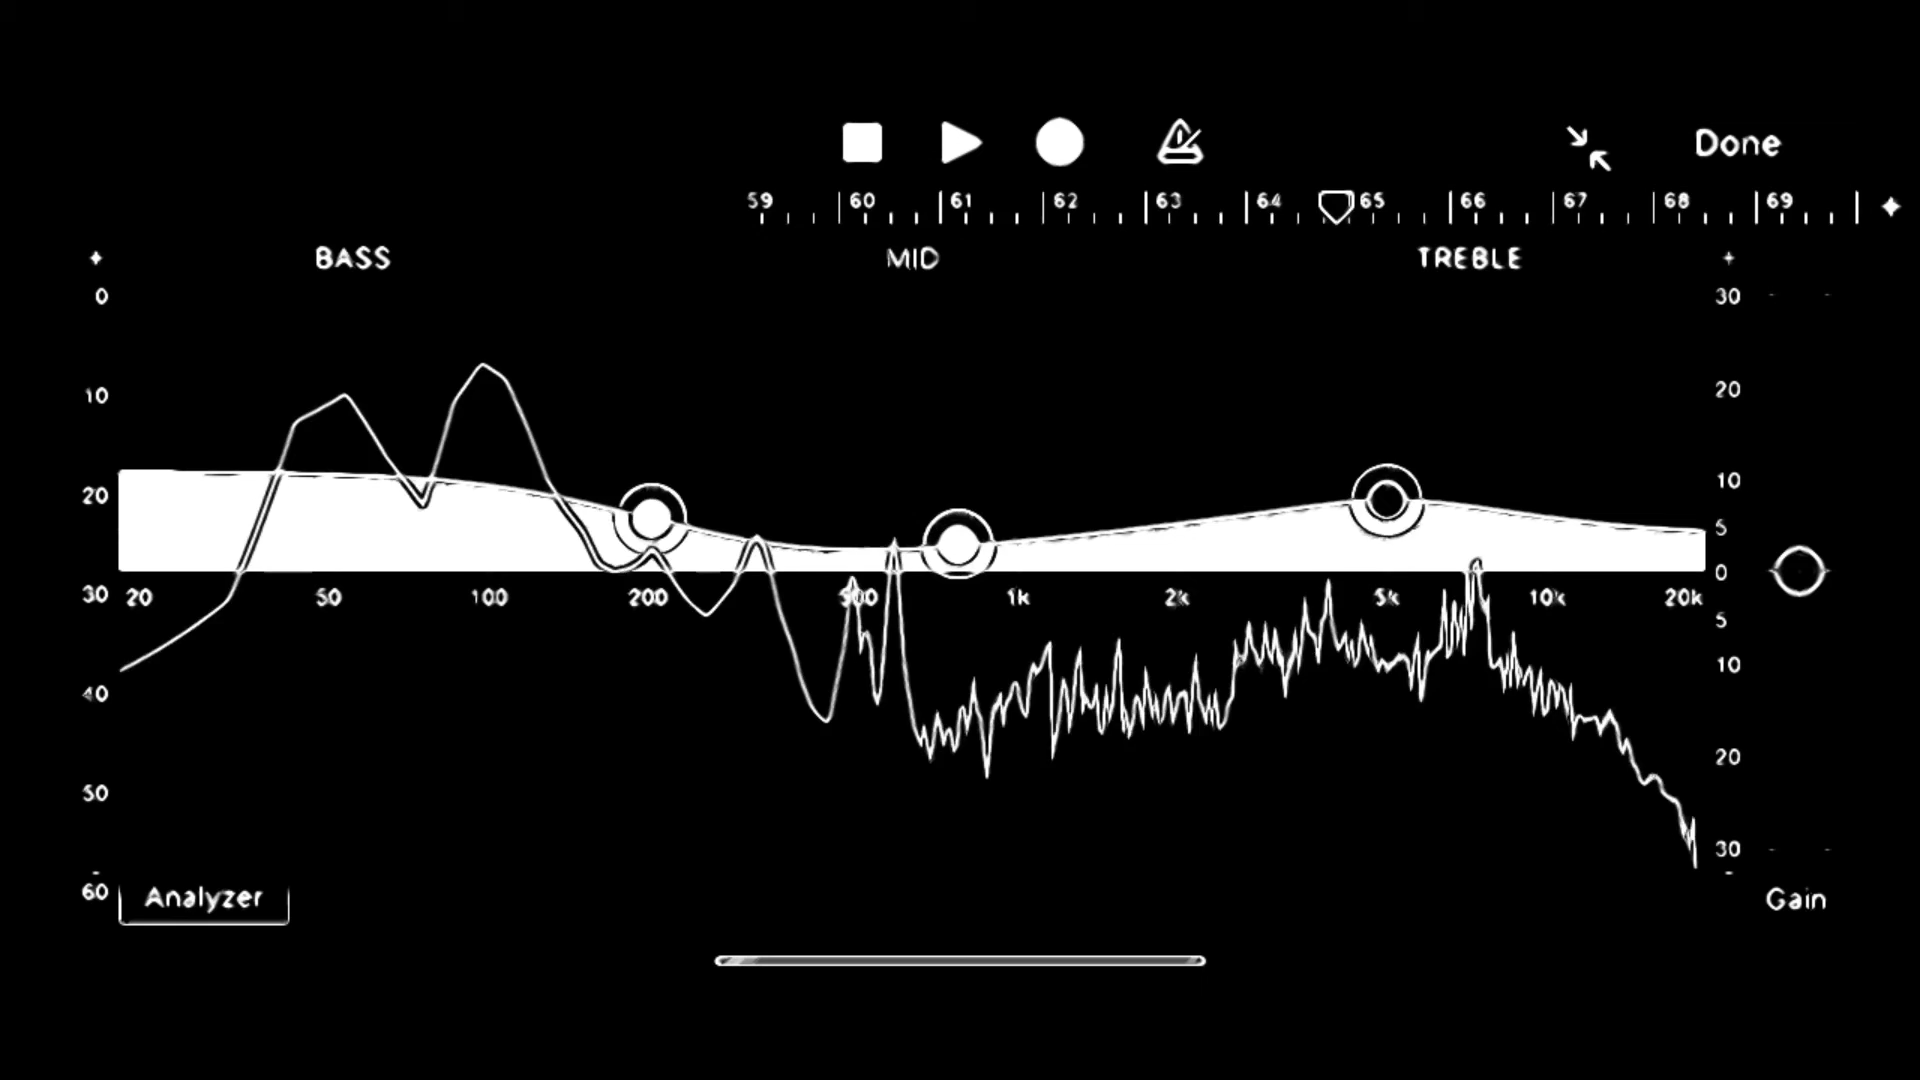 Done
59 60 61 62 63 64 65 66 67 68 69
BASS MID TREBLE
+ +
0 30
10 20
20 10
5
0
30 20 50 100 200 500 1k 2k 5k 10k 20k
5
40 10
50 20
30
- -
60 Analyzer Gain